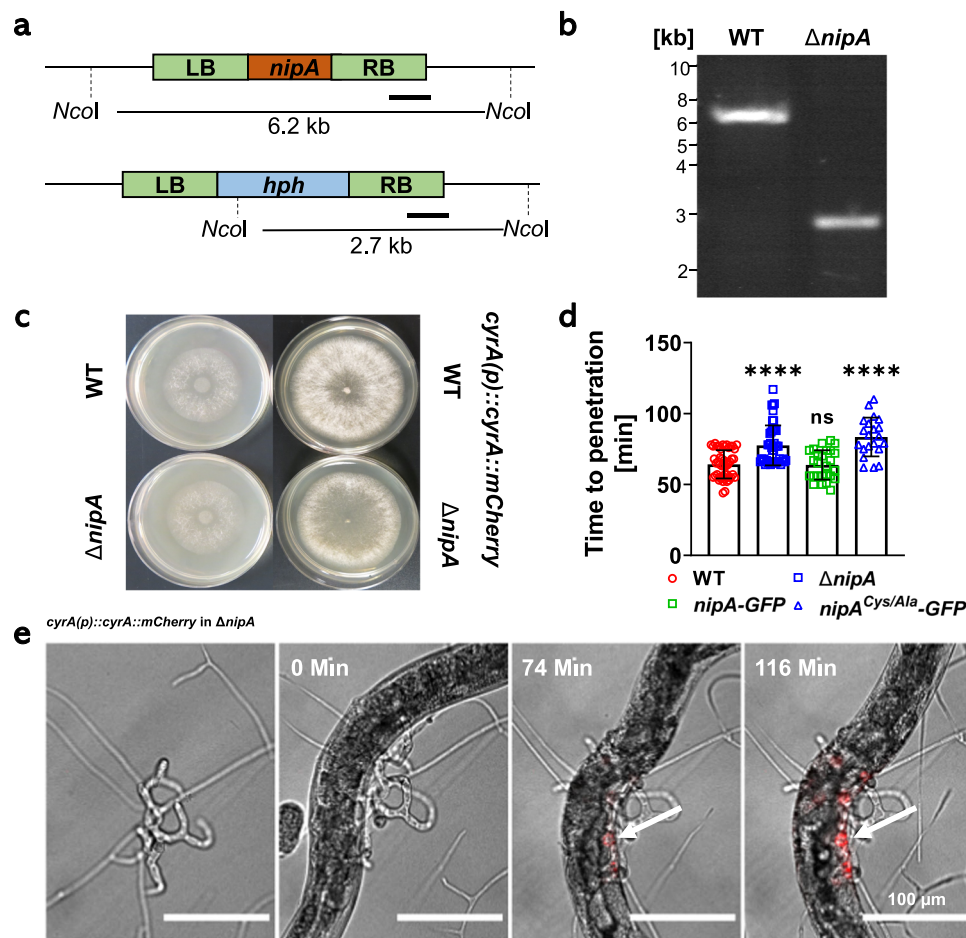 a
LB nipA RB
NcoI NcoI
6.2 kb
LB hph RB
NcoI NcoI
2.7 kb
b
[kb] WT ΔnipA
10
8
6
5
4
3
2
c
WT
ΔnipA
WT
ΔnipA
cyrA(p)::cyrA::mCherry
d
Time to penetration
[min]
150
100
50
0
****
ns
****
WT ΔnipA
nipA-GFP nipA^Cys/Ala-GFP
cyrA(p)::cyrA::mCherry in ΔnipA
e
0 Min 74 Min 116 Min
100 µm